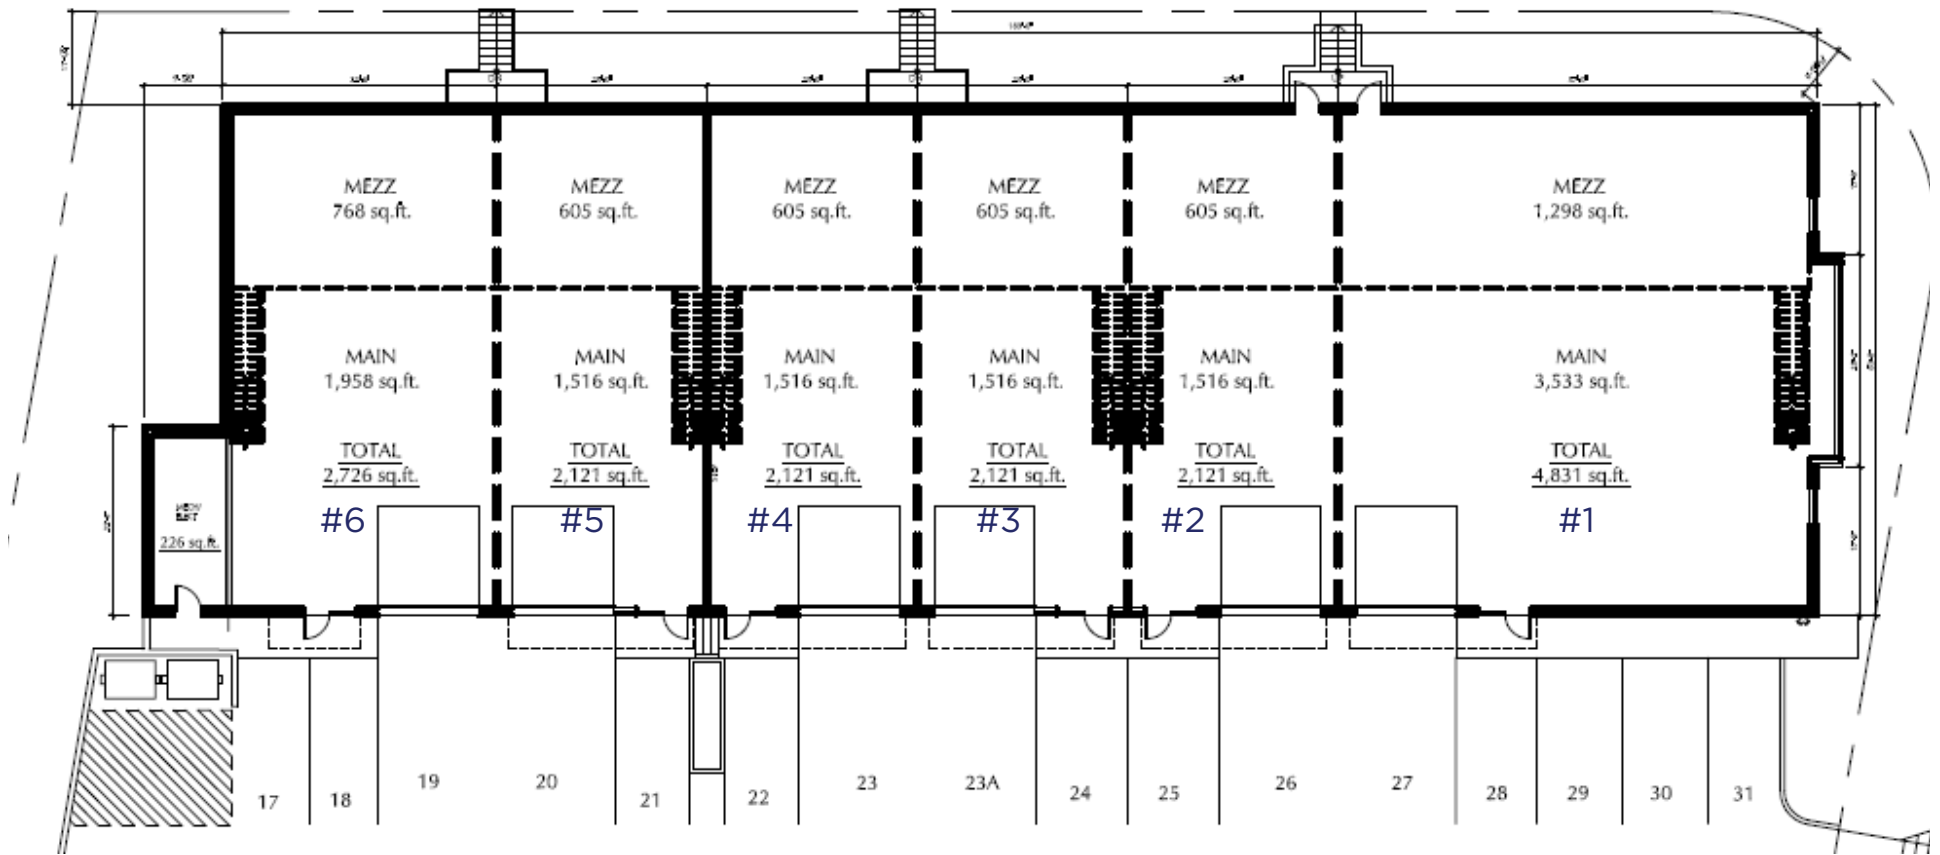 MEZZ
768 sq.ft.
MEZZ
605 sq.ft.
MEZZ
605 sq.ft.
MEZZ
605 sq.ft.
MEZZ
605 sq.ft.
MEZZ
1,298 sq.ft.
MAIN
1,958 sq.ft.
MAIN
1,516 sq.ft.
MAIN
1,516 sq.ft.
MAIN
1,516 sq.ft.
MAIN
1,516 sq.ft.
MAIN
3,533 sq.ft.
TOTAL
2,726 sq.ft.
TOTAL
2,121 sq.ft.
TOTAL
2,121 sq.ft.
TOTAL
2,121 sq.ft.
TOTAL
2,121 sq.ft.
TOTAL
4,831 sq.ft.
#6
#5
#4
#3
#2
#1
226 sq.ft.
17
18
19
20
21
22
23
23A
24
25
26
27
28
29
30
31